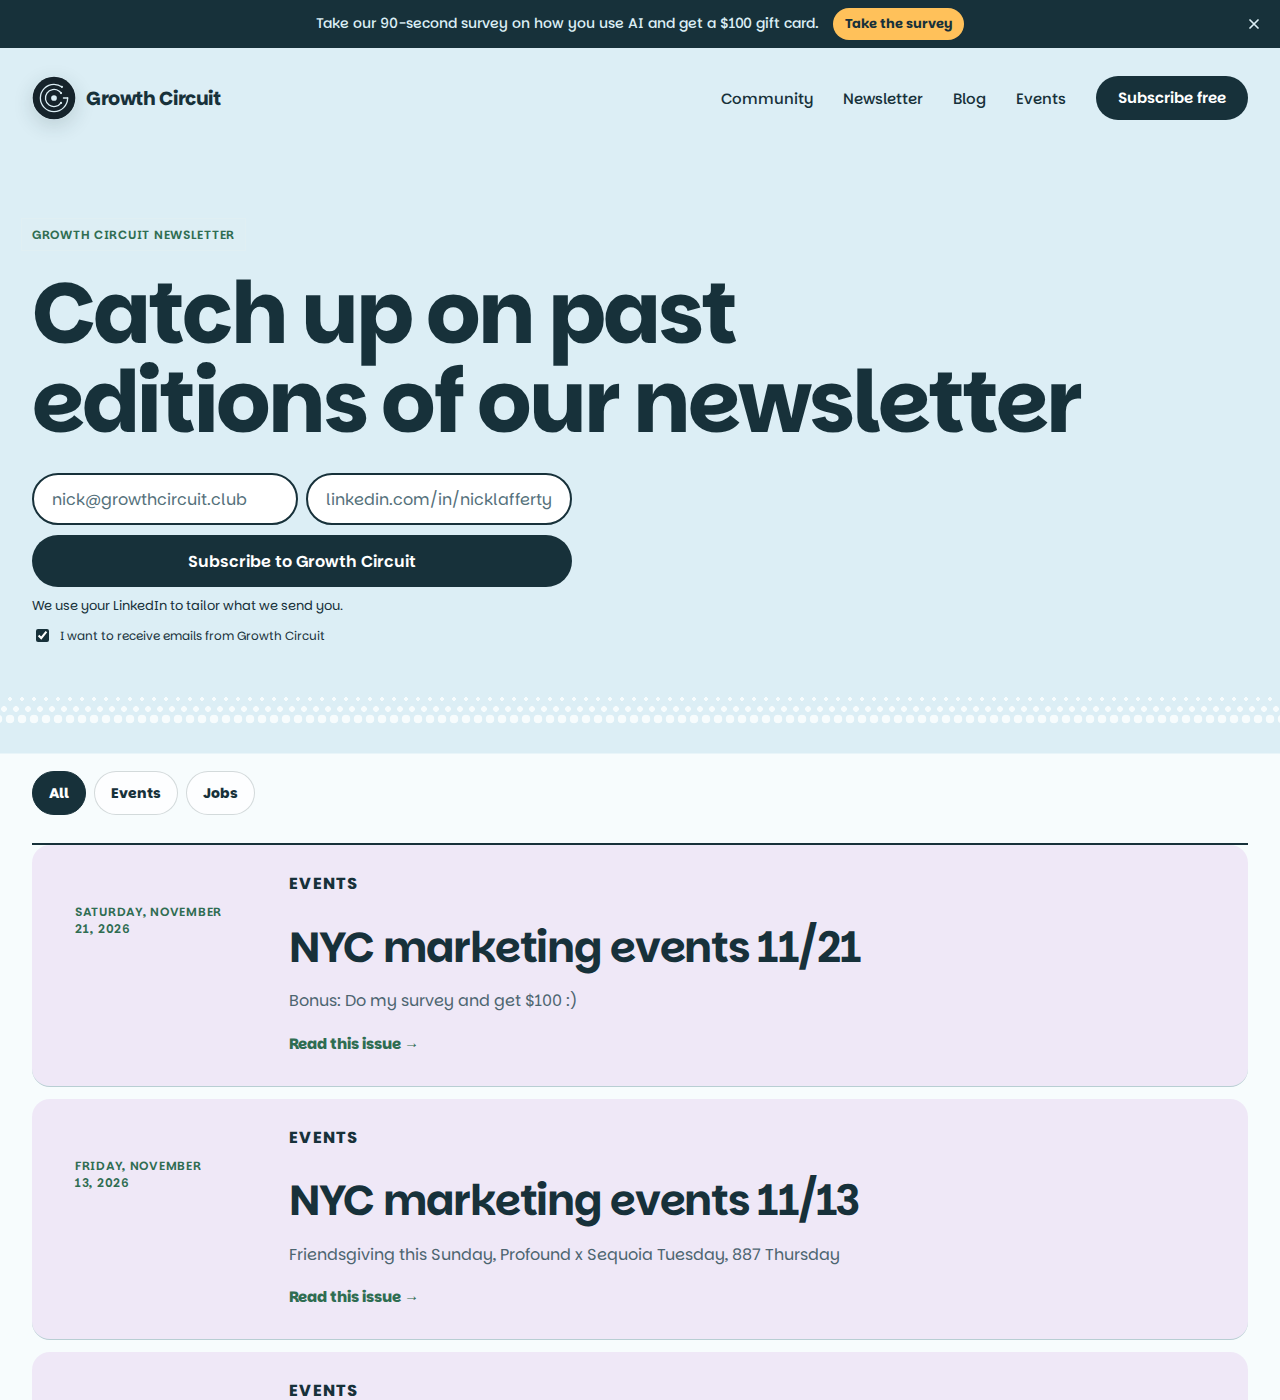 Take our 90-second survey on how you use AI and get a $100 gift card. Take the survey ×
Growth Circuit
Community Newsletter Blog Events Subscribe free
GROWTH CIRCUIT NEWSLETTER
Catch up on past
editions of our newsletter
nick@growthcircuit.club linkedin.com/in/nicklafferty
Subscribe to Growth Circuit
We use your LinkedIn to tailor what we send you.
I want to receive emails from Growth Circuit
All Events Jobs
EVENTS
SATURDAY, NOVEMBER
21, 2026
NYC marketing events 11/21
Bonus: Do my survey and get $100 :)
Read this issue →
EVENTS
FRIDAY, NOVEMBER
13, 2026
NYC marketing events 11/13
Friendsgiving this Sunday, Profound x Sequoia Tuesday, 887 Thursday
Read this issue →
EVENTS